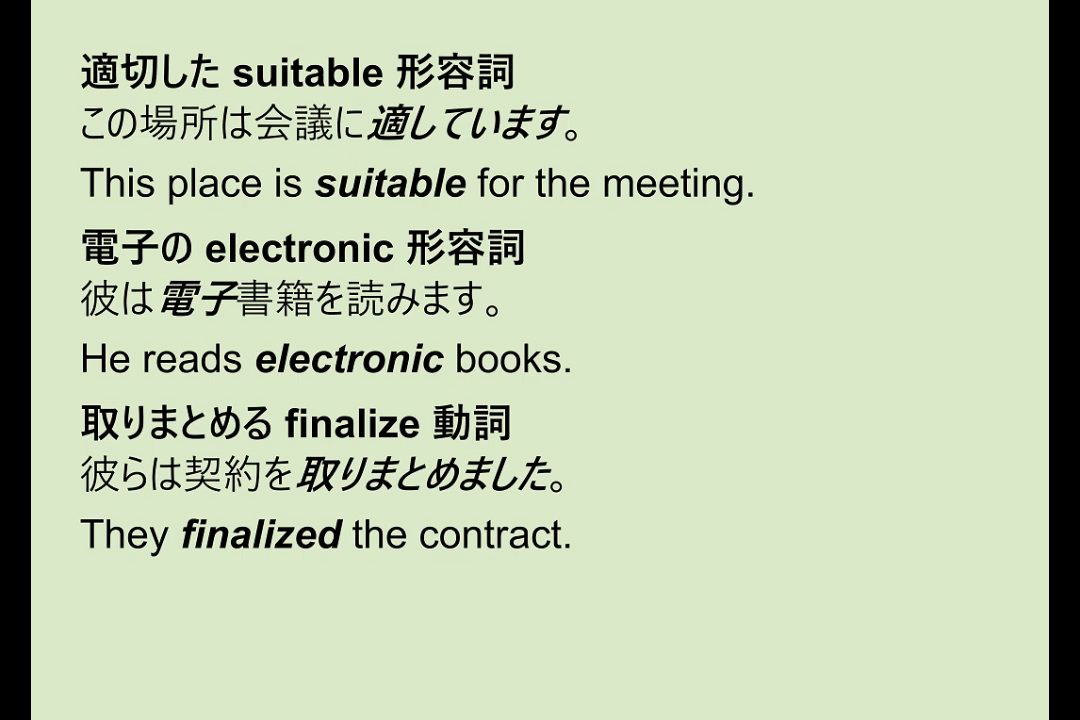 適切した suitable 形容詞
この場所は会議に適しています。
This place is suitable for the meeting.
電子の electronic 形容詞
彼は電子書籍を読みます。
He reads electronic books.
取りまとめる finalize 動詞
彼らは契約を取りまとめました。
They finalized the contract.